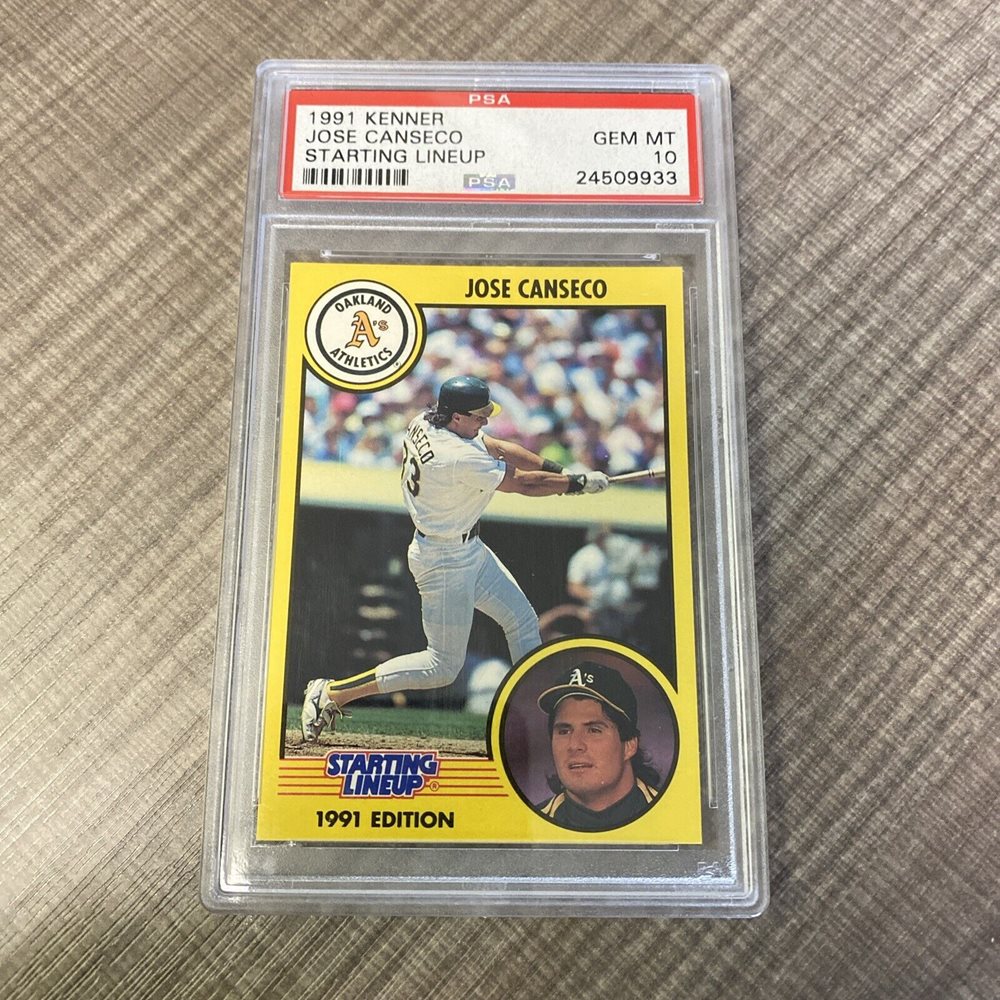 PSA
1991 KENNER
JOSE CANSECO GEM MT
STARTING LINEUP 10
PSA 24509933
JOSE CANSECO
OAKLAND
A's
ATHLETICS
33
STARTING
LINEUP®
1991 EDITION
A's